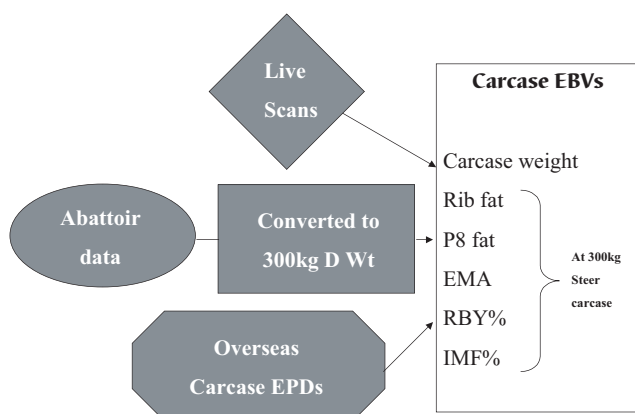 Live
Scans
Abattoir
data
Converted to
300kg D Wt
Overseas
Carcase EPDs
Carcase EBVs
Carcase weight
Rib fat
P8 fat
EMA
RBY%
IMF%
At 300kg
Steer
carcase